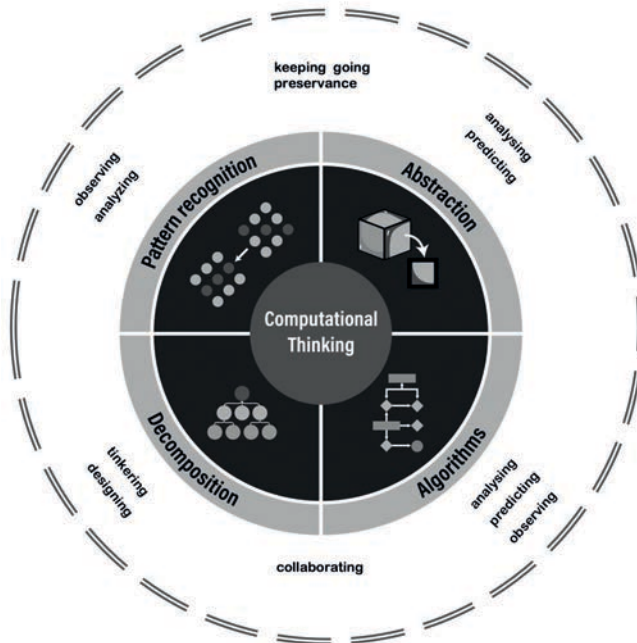 keeping going
preservance
analysing
predicting
observing
analyzing
Pattern recognition
Abstraction
Computational
Thinking
Decomposition
Algorithms
tinkering
designing
analysing
predicting
observing
collaborating